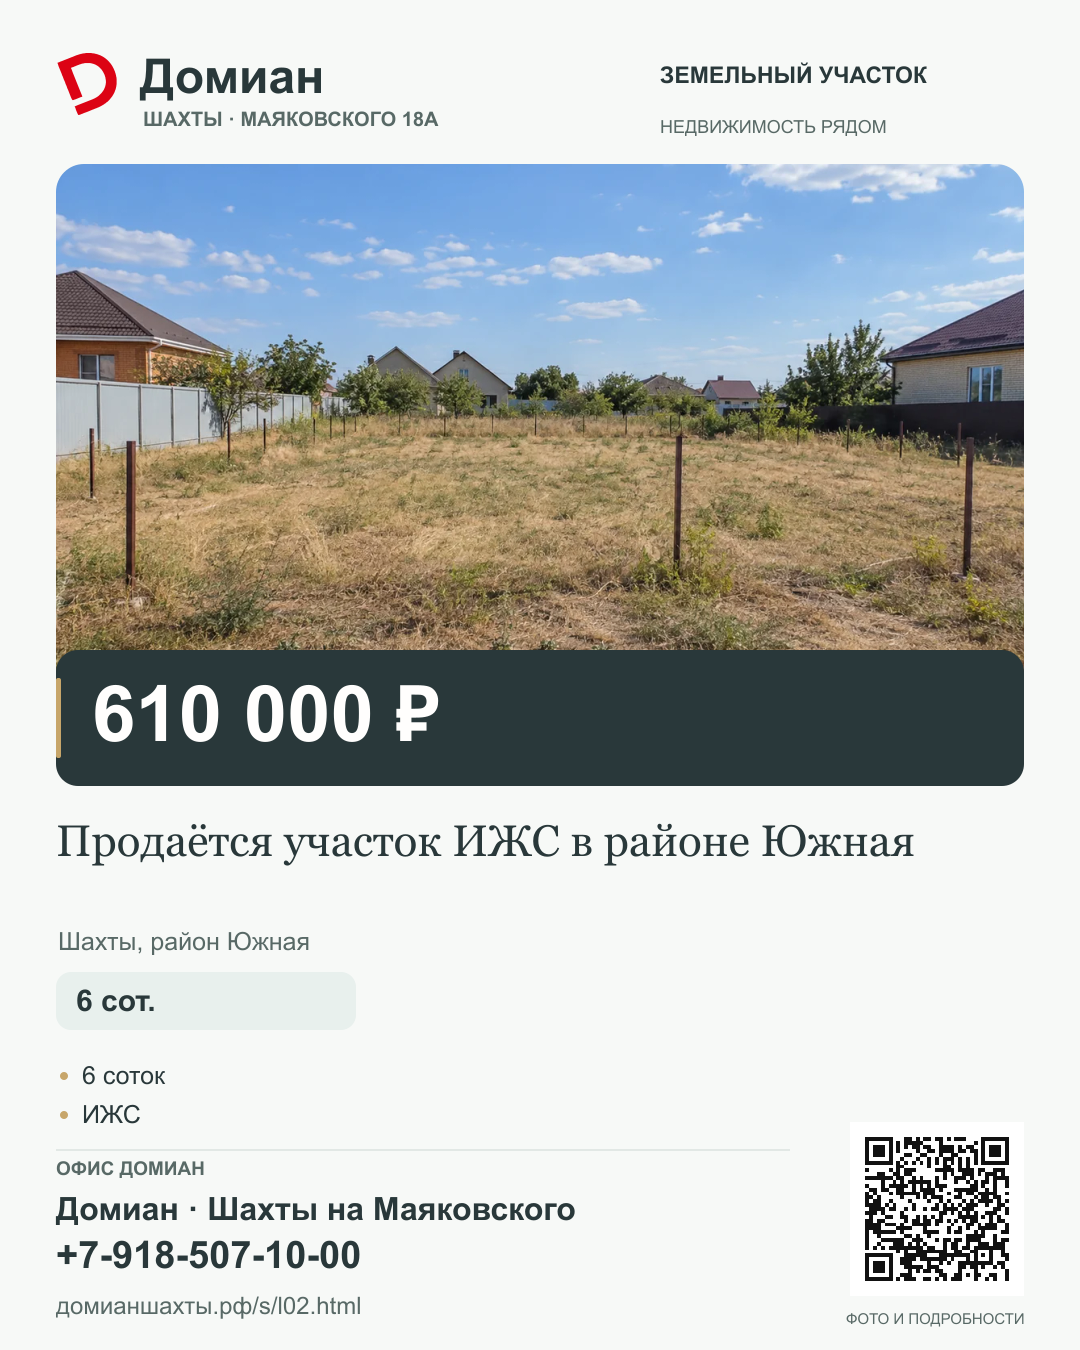 Домиан
ШАХТЫ · МАЯКОВСКОГО 18А
ЗЕМЕЛЬНЫЙ УЧАСТОК
НЕДВИЖИМОСТЬ РЯДОМ
610 000 ₽
Продаётся участок ИЖС в районе Южная
Шахты, район Южная
6 сот.
• 6 соток
• ИЖС
ОФИС ДОМИАН
Домиан · Шахты на Маяковского
+7-918-507-10-00
домианшахты.рф/s/l02.html
ФОТО И ПОДРОБНОСТИ